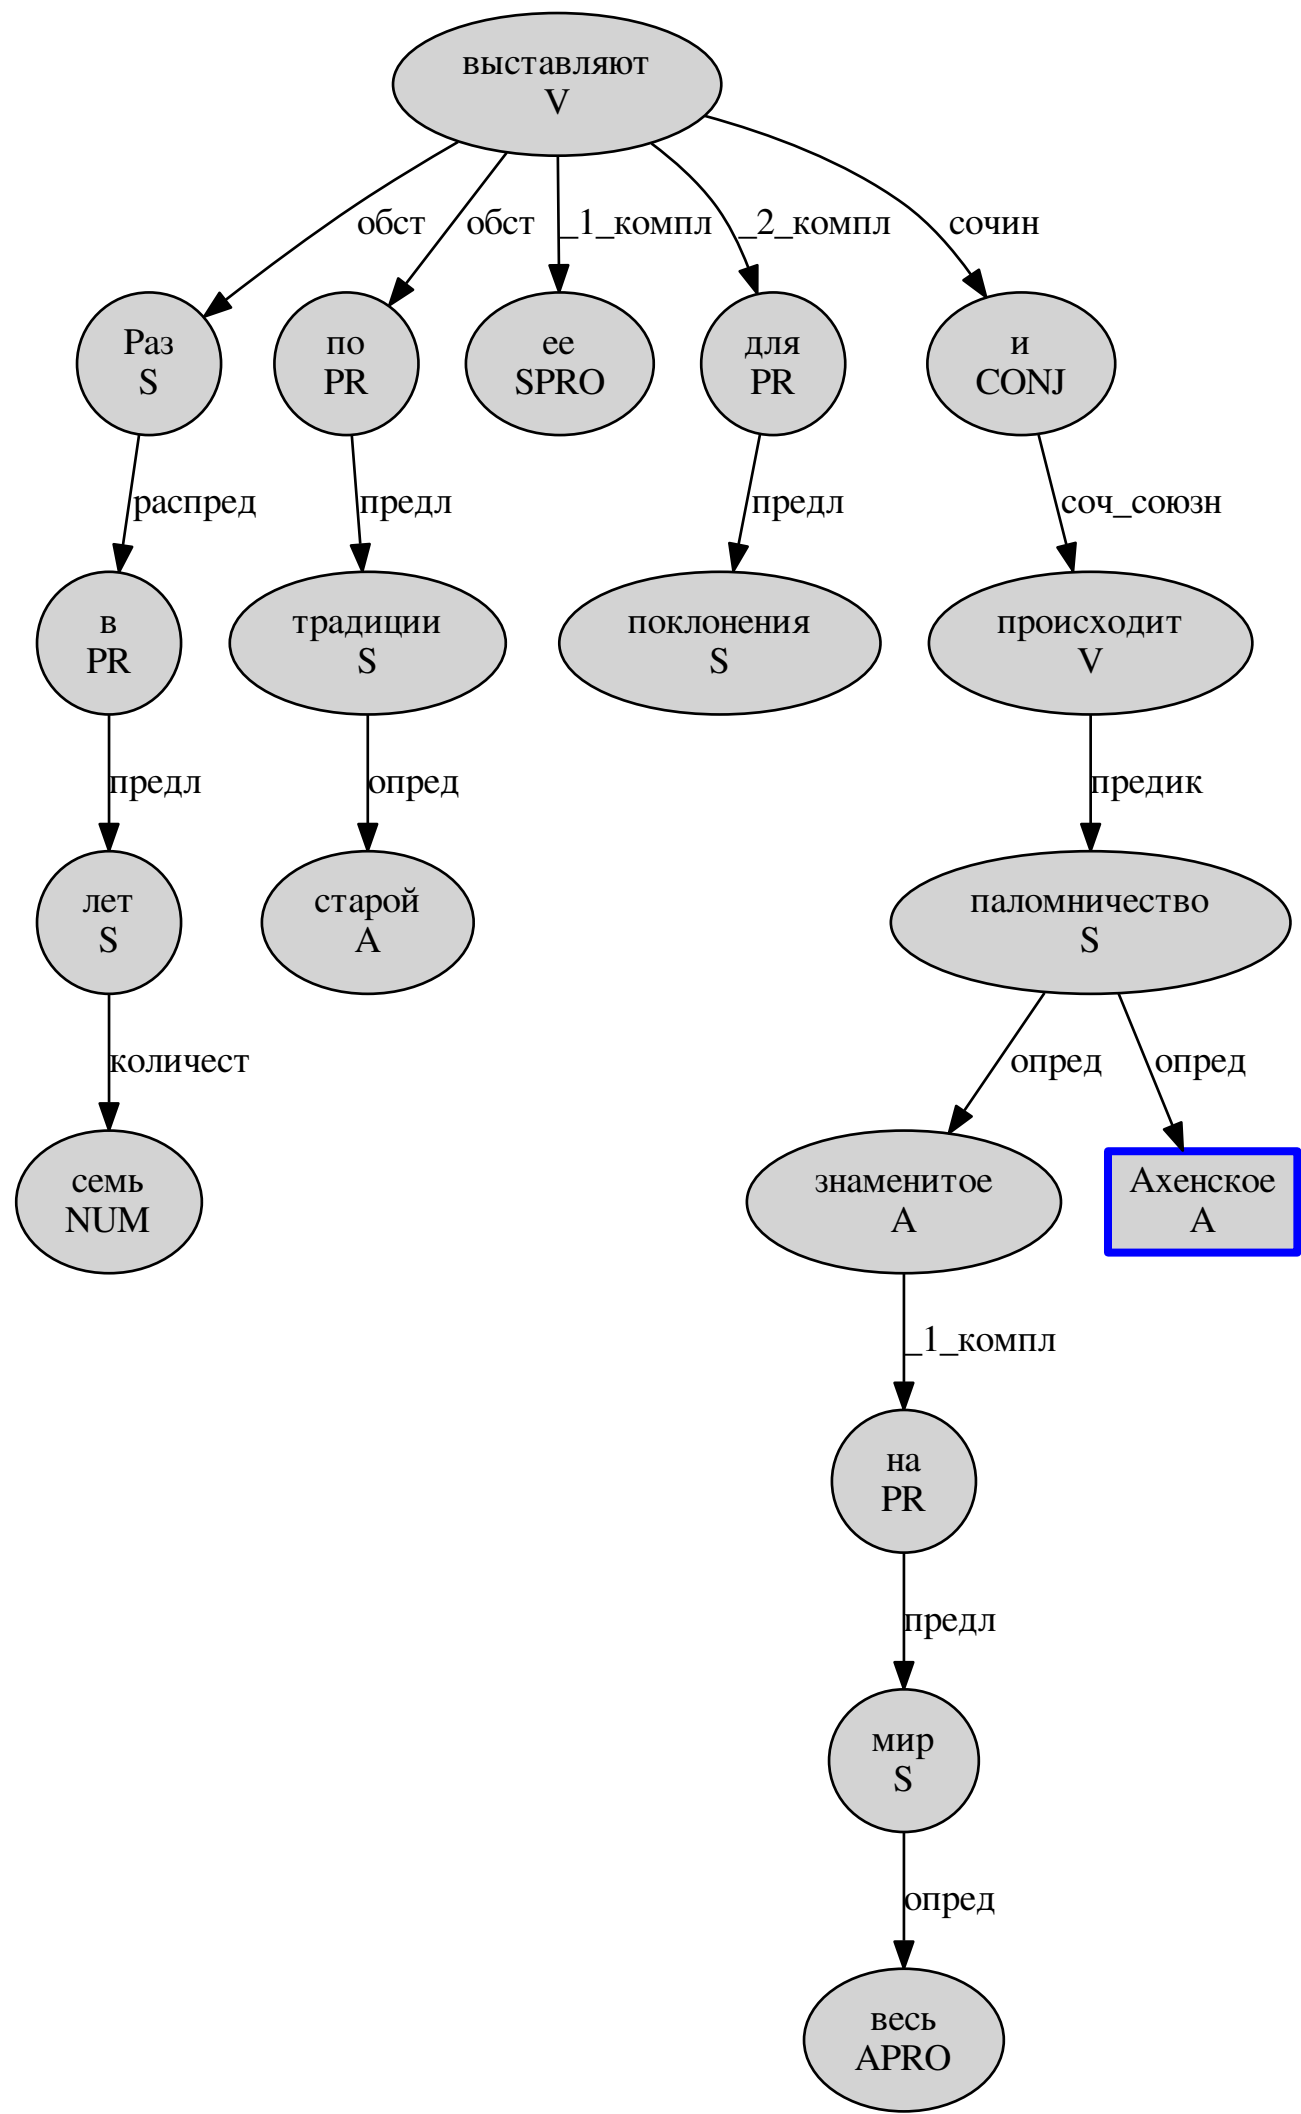 выставляют
V
обст
обст
_1_компл
_2_компл
сочин
Раз
S
по
PR
ее
SPRO
для
PR
и
CONJ
распред
предл
предл
соч_союзн
в
PR
традиции
S
поклонения
S
происходит
V
предл
опред
предик
лет
S
старой
A
паломничество
S
количест
опред
опред
семь
NUM
знаменитое
A
Ахенское
A
_1_компл
на
PR
предл
мир
S
опред
весь
APRO